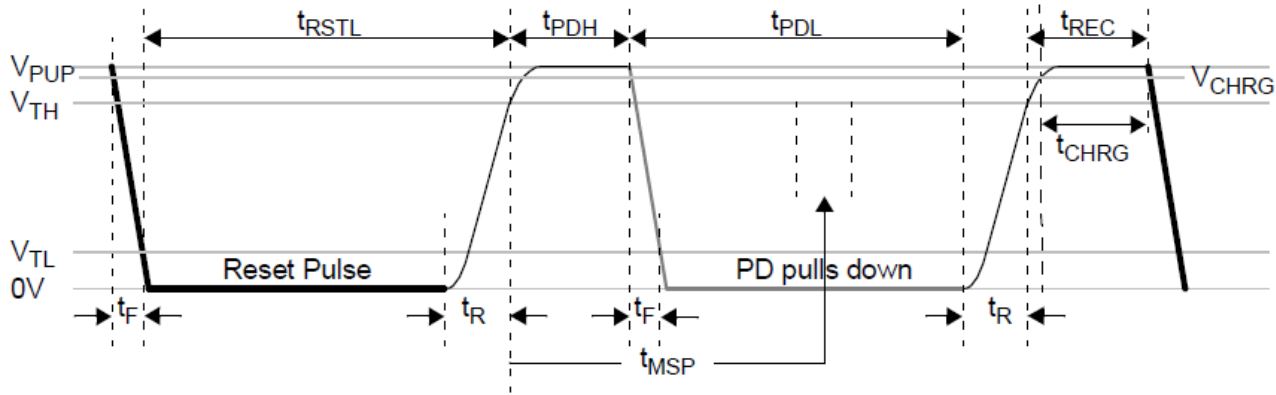 tRSTL tPDH tPDL tREC
VPUP VCHRG
VTH
tCHRG
VTL
Reset Pulse PD pulls down
0V
tF tR tF tR
tMSP